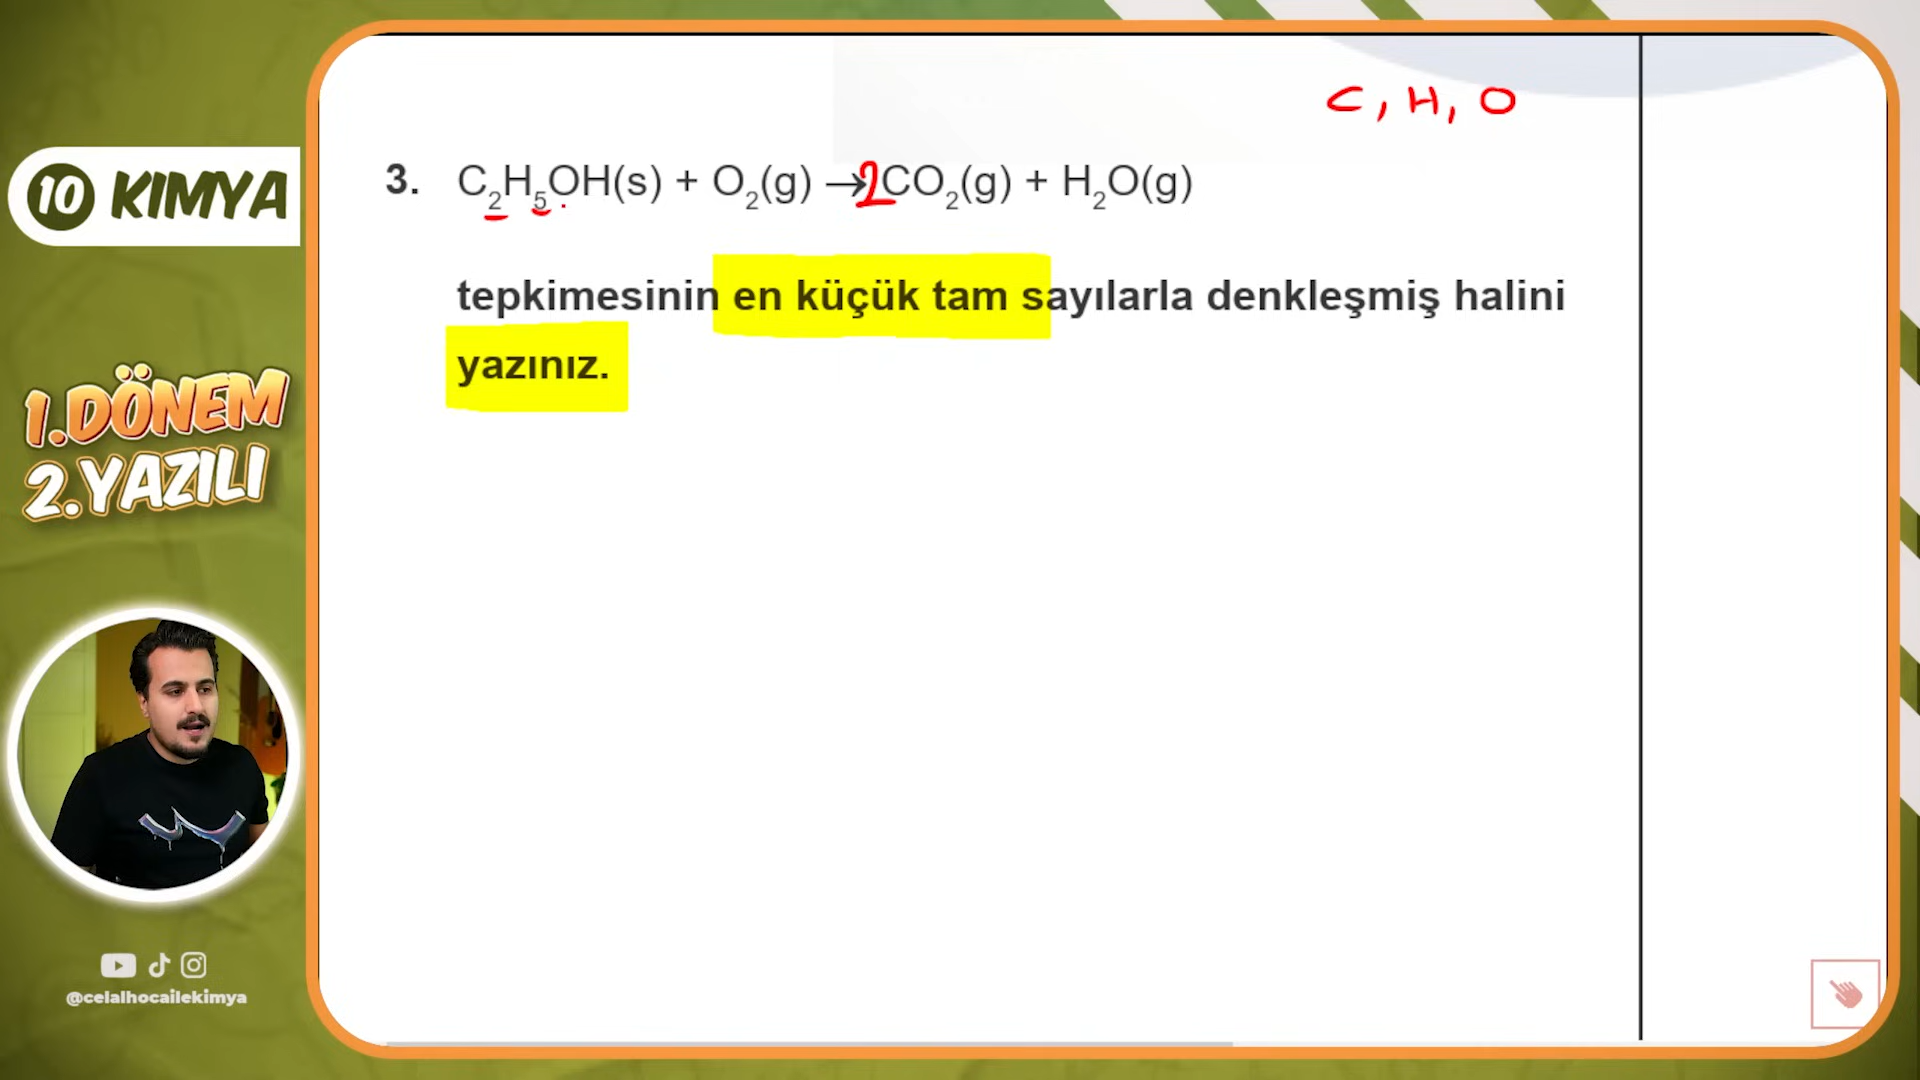 10 KIMYA
1.DÖNEM
2.YAZILI
@celalhocailekimya
C, H, O
3. C₂H₅OH(s) + O₂(g) → 2CO₂(g) + H₂O(g)
tepkimesinin en küçük tam sayılarla denkleşmiş halini
yazınız.